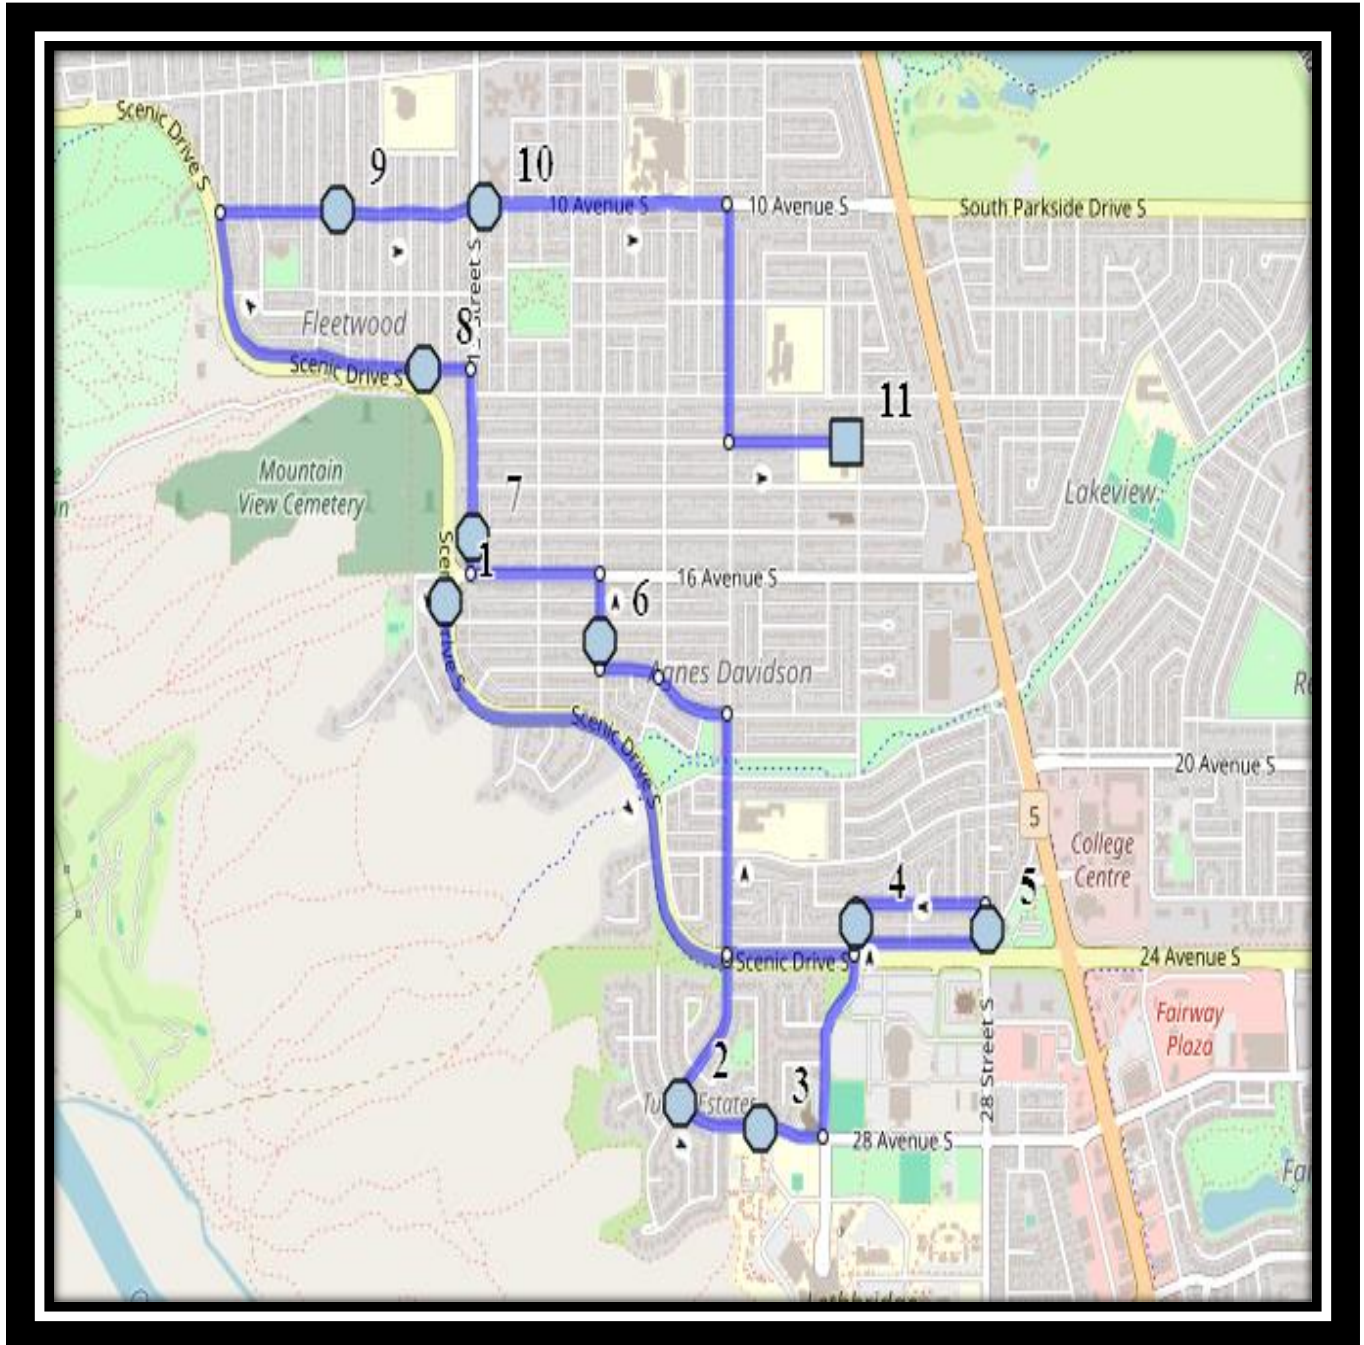 Scenic Drive S
9
10
10 Avenue S
10 Avenue S
South Parkside Drive S
8
Fleetwood
Scenic Drive S
11
Mountain
View Cemetery
7
Lakeview
1
16 Avenue S
6
Agnes Davidson
Scenic Drive S
20 Avenue S
5
College
Centre
4
5
Scenic Drive S
24 Avenue S
28 Street S
Fairway
Plaza
2
3
Estates
28 Avenue S